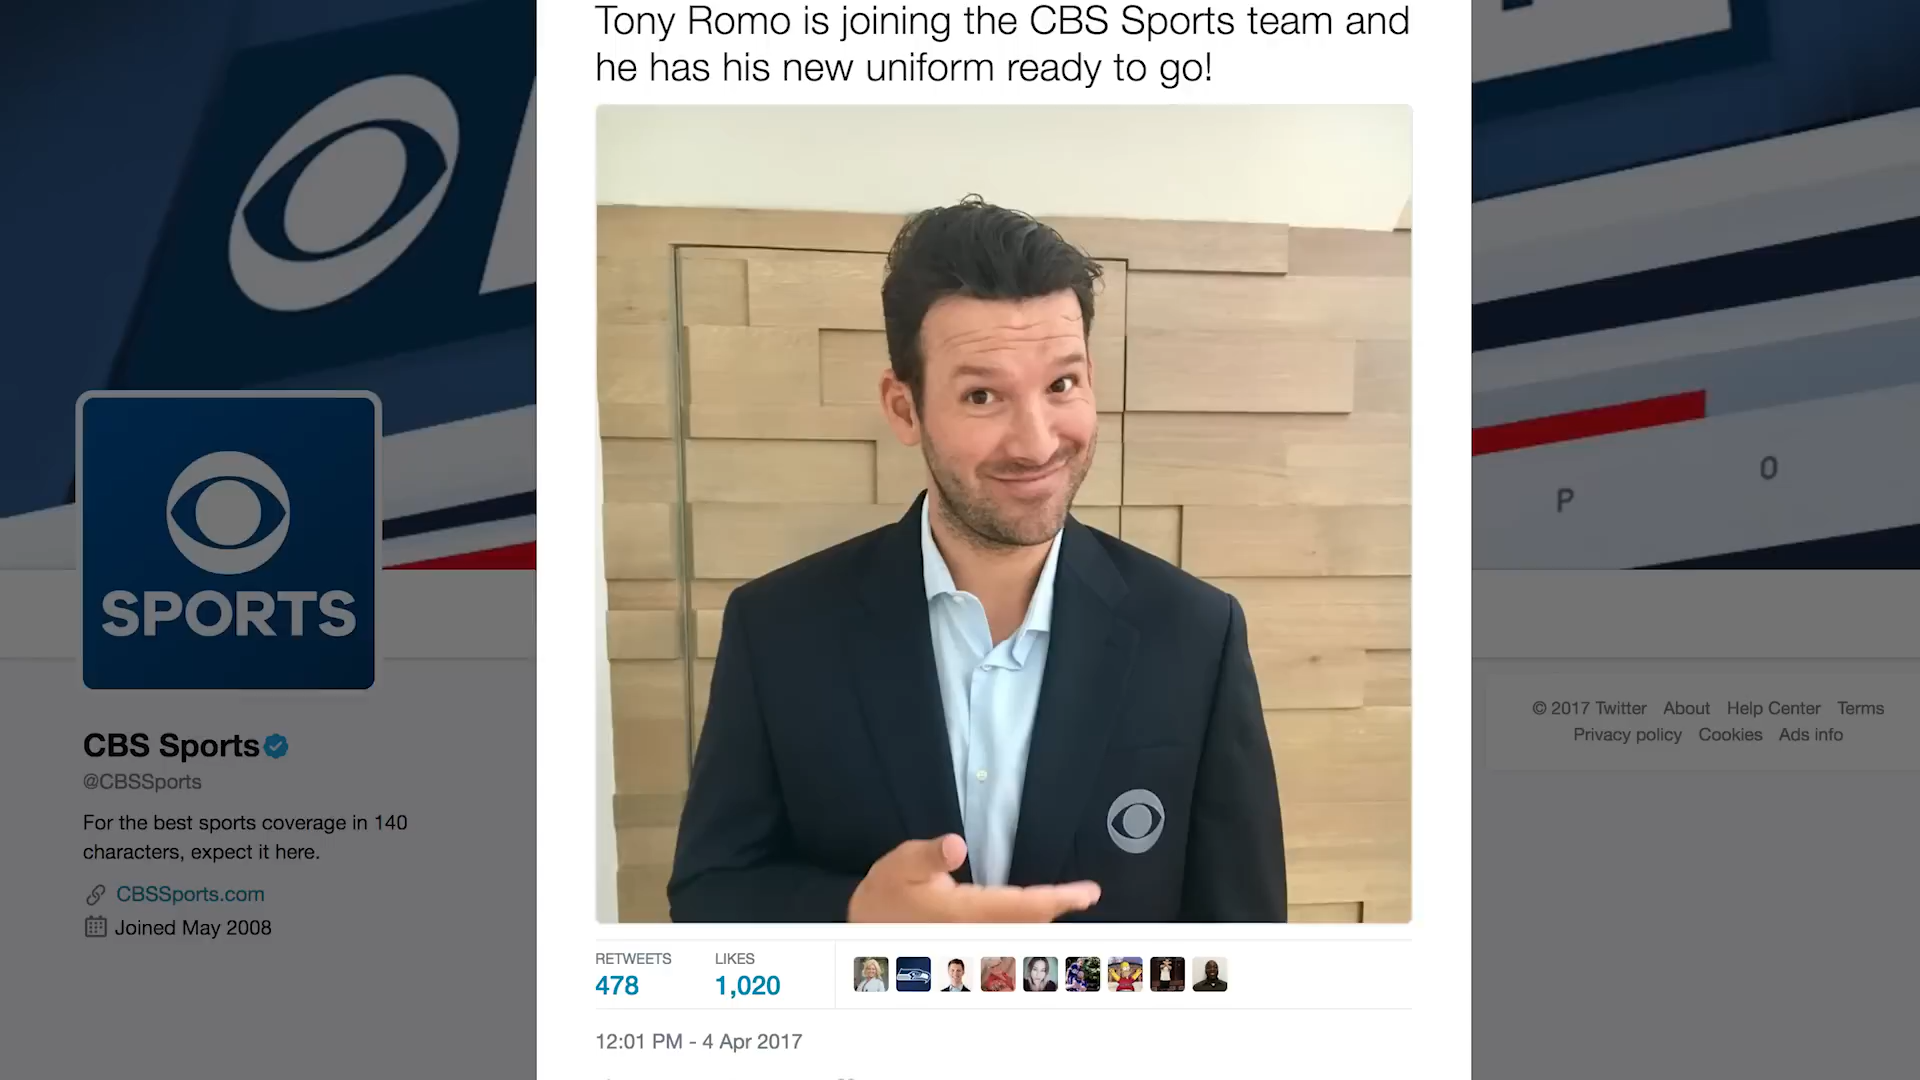 Tony Romo is joining the CBS Sports team and
he has his new uniform ready to go!
SPORTS
CBS Sports
@CBSSports
For the best sports coverage in 140
characters, expect it here.
CBSSports.com
Joined May 2008
P
O
© 2017 Twitter About Help Center Terms
Privacy policy Cookies Ads info
RETWEETS LIKES
478 1,020
12:01 PM - 4 Apr 2017